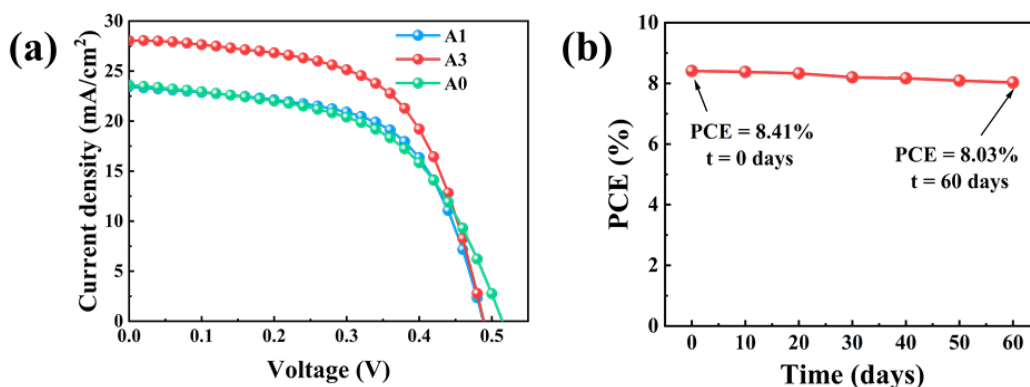 (a)
Current density (mA/cm²)
30
25
20
15
10
5
0
0.0 0.1 0.2 0.3 0.4 0.5
Voltage (V)
A1
A3
A0
(b)
PCE (%)
10
8
6
4
2
0
PCE = 8.41%
t = 0 days
PCE = 8.03%
t = 60 days
0 10 20 30 40 50 60
Time (days)